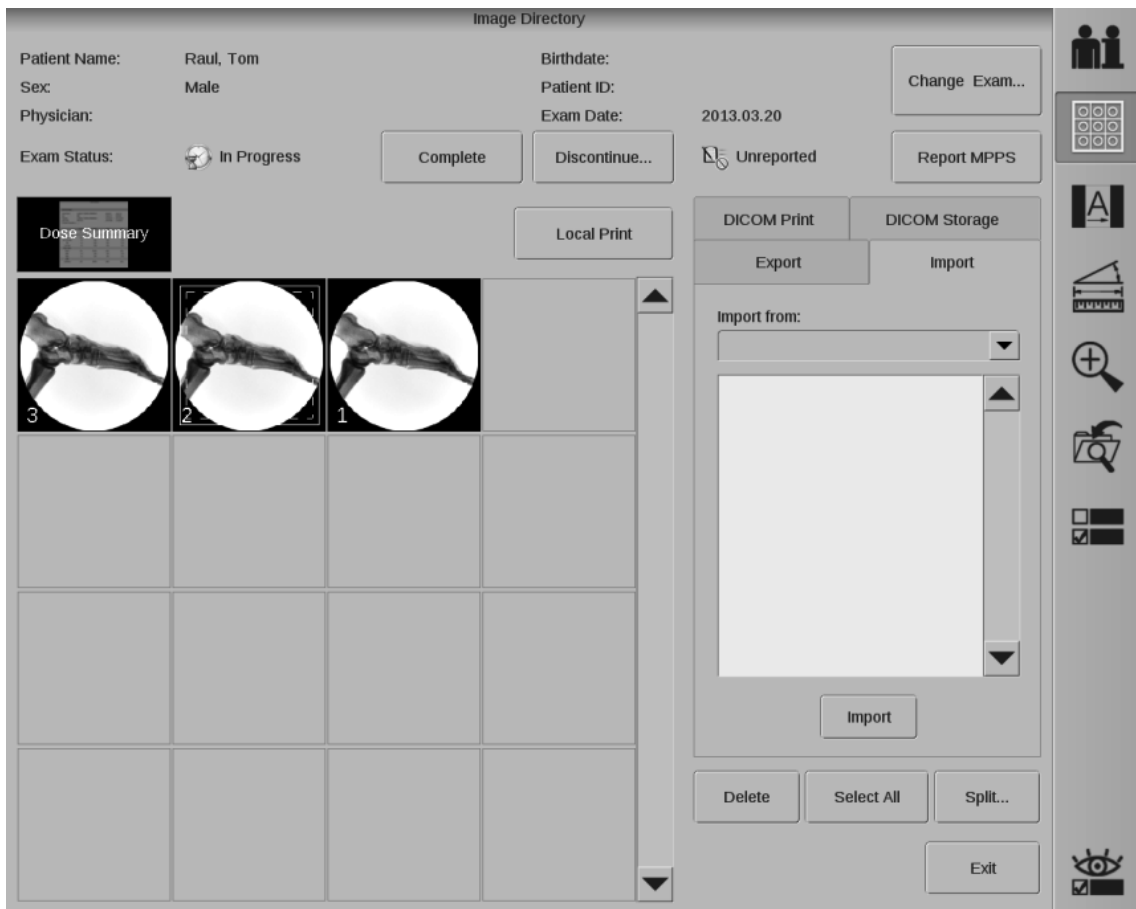 Image Directory
Patient Name: Raul, Tom Birthdate:
Sex: Male Patient ID:
Change Exam...
Physician: Exam Date: 2013.03.20
Exam Status: In Progress Complete Discontinue... Unreported Report MPPS
Dose Summary
Local Print
DICOM Print DICOM Storage
Export Import
Import from:
3 2 1
Import
Delete Select All Split...
Exit
A